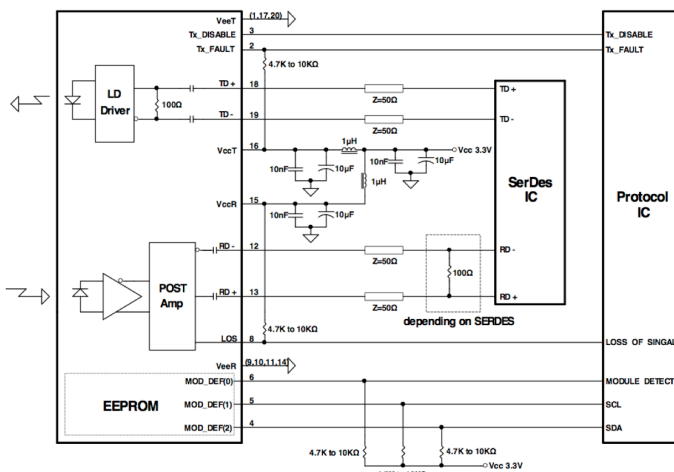 VeeT (1,17,20)
Tx_DISABLE 3 Tx_DISABLE
Tx_FAULT 2 Tx_FAULT
4.7K to 10KΩ
LD
Driver
100Ω
TD+ 18 Z=50Ω TD+
TD- 19 Z=50Ω TD-
1μH
VccT 16 Vcc 3.3V
10nF 10μF 10nF 10μF
1μH
SerDes
IC
Protocol
IC
VccR 15
10nF 10μF
RD- 12 Z=50Ω RD-
100Ω
POST
Amp
RD+ 13 Z=50Ω RD+
depending on SERDES
4.7K to 10KΩ
LOS 8 LOSS OF SINGAL
VeeR (9,10,11,14)
EEPROM
MOD_DEF(0) 6 MODULE DETECT
MOD_DEF(1) 5 SCL
MOD_DEF(2) 4 SDA
4.7K to 10KΩ 4.7K to 10KΩ
Vcc 3.3V